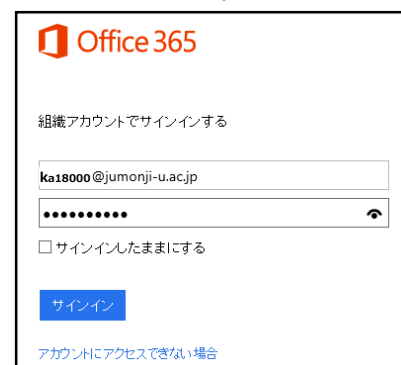 Office 365
組織アカウントでサインインする
ka18000@jumonji-u.ac.jp
••••••••••
サインインしたままにする
サインイン
アカウントにアクセスできない場合